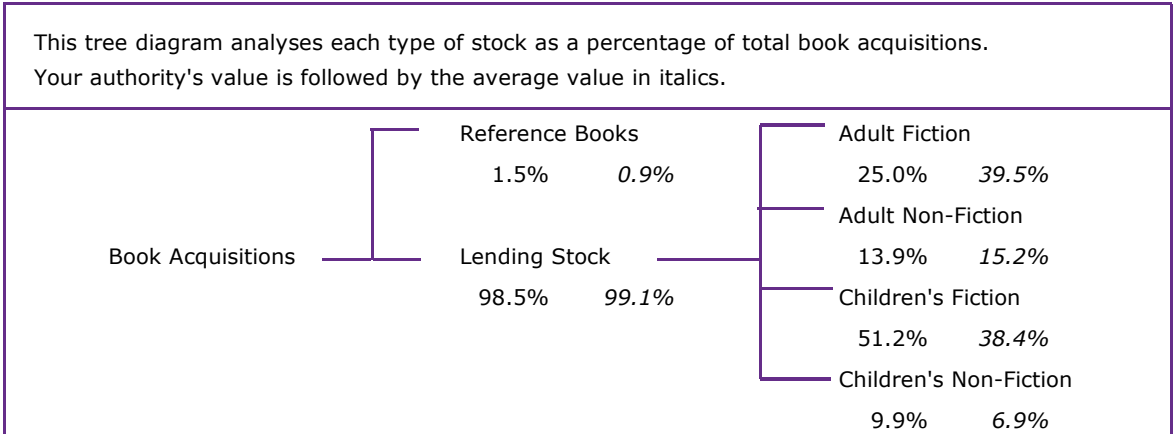 This tree diagram analyses each type of stock as a percentage of total book acquisitions.
Your authority's value is followed by the average value in italics.
Reference Books
1.5% 0.9%
Book Acquisitions
Lending Stock
98.5% 99.1%
Adult Fiction
25.0% 39.5%
Adult Non-Fiction
13.9% 15.2%
Children's Fiction
51.2% 38.4%
Children's Non-Fiction
9.9% 6.9%